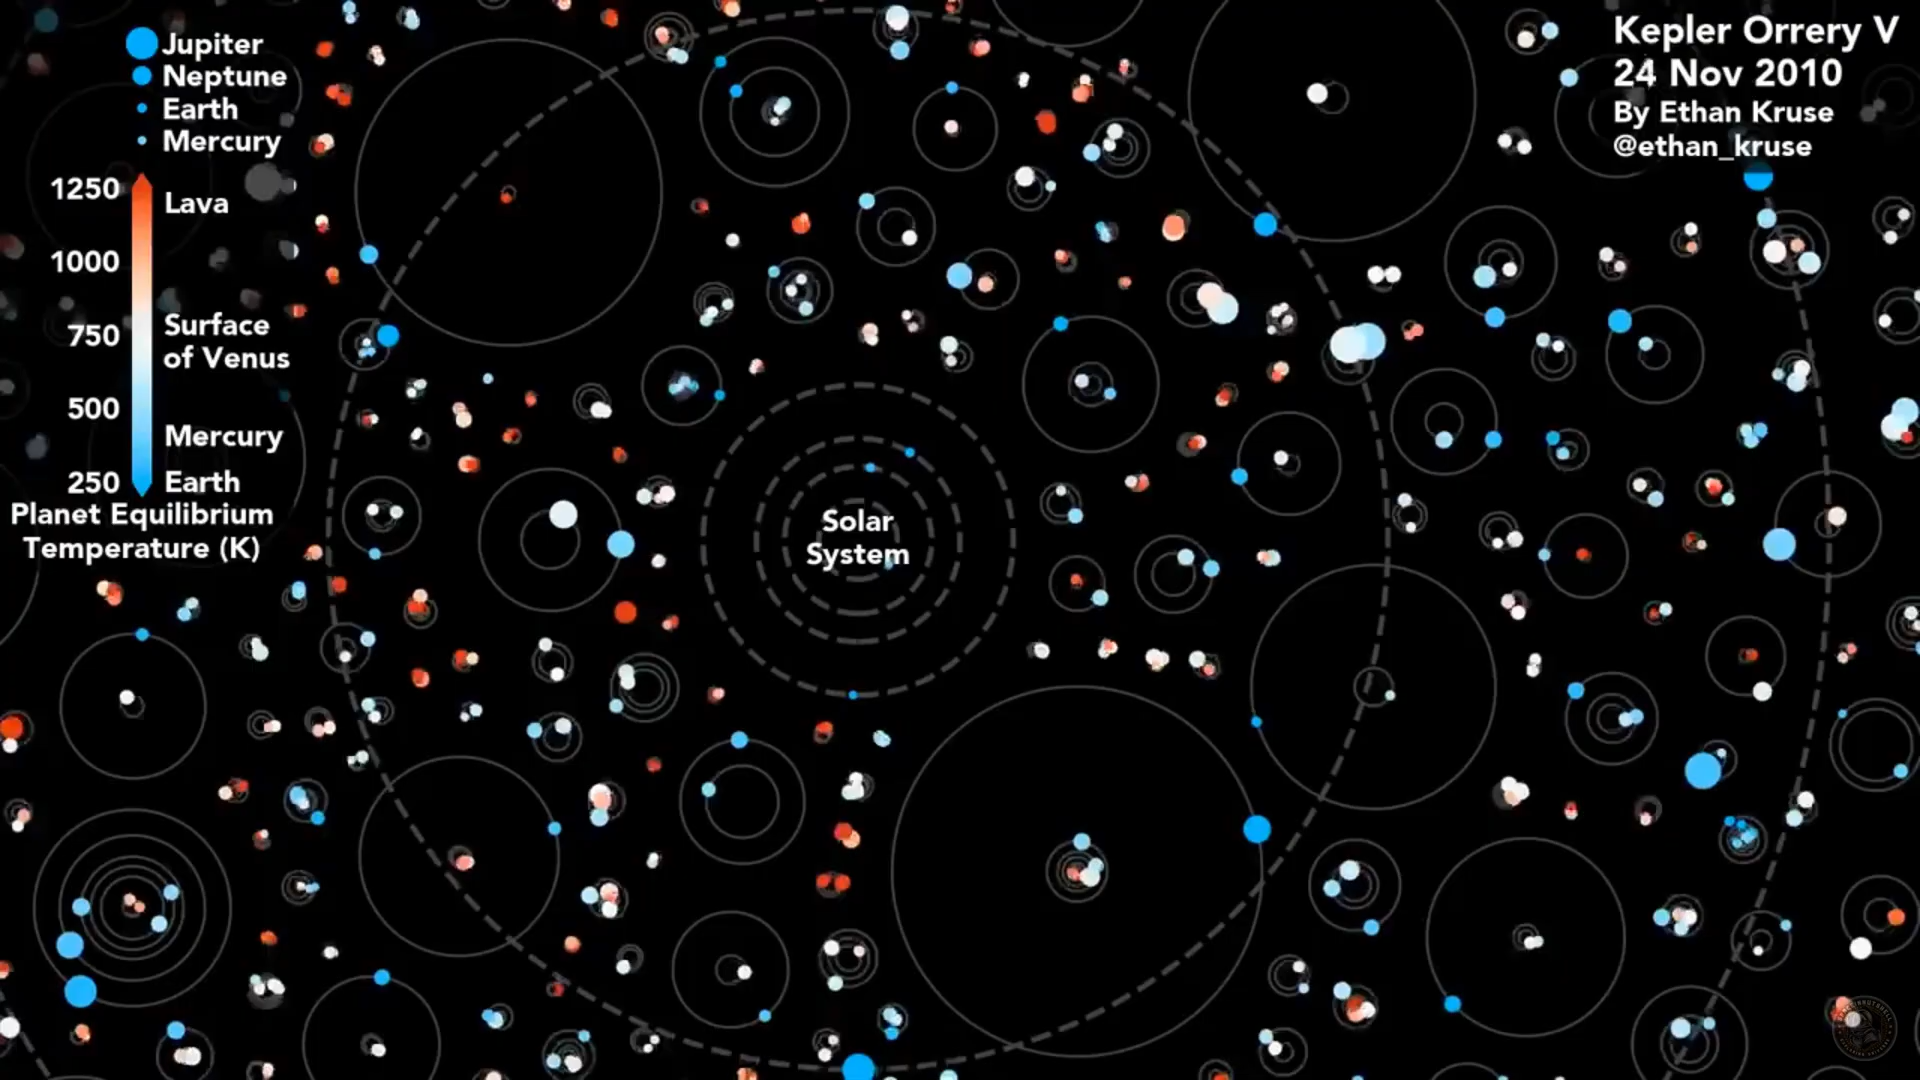 Jupiter
Neptune
Earth
Mercury
1250
Lava
1000
750
Surface
of Venus
500
Mercury
250
Earth
Planet Equilibrium
Temperature (K)
Solar
System
Kepler Orrery V
24 Nov 2010
By Ethan Kruse
@ethan_kruse